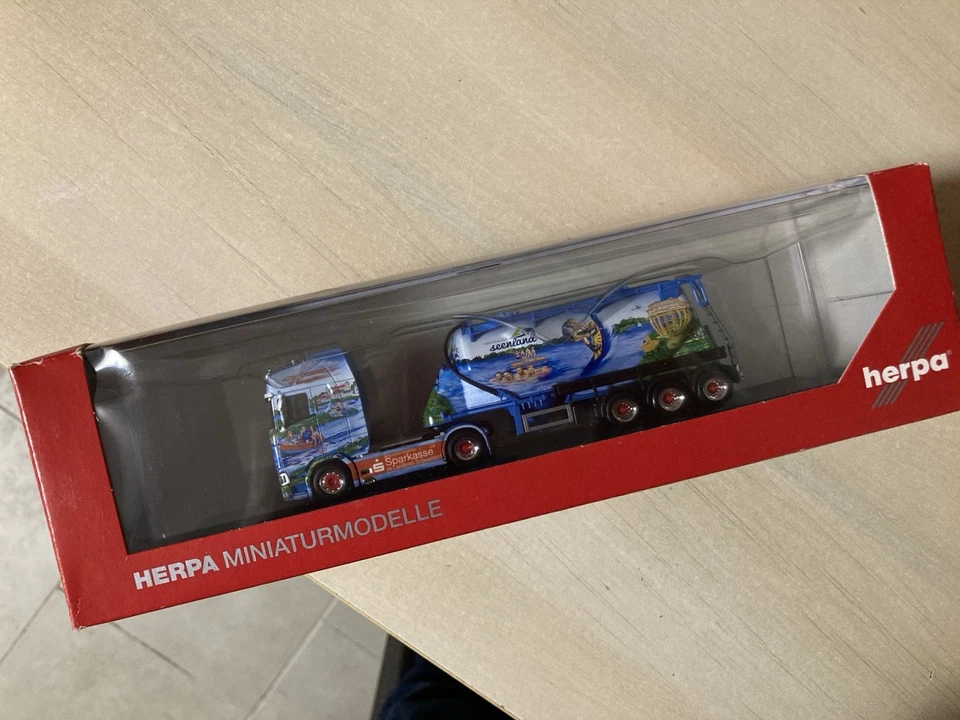 seenland
Sparkasse
herpa
HERPA MINIATURMODELLE